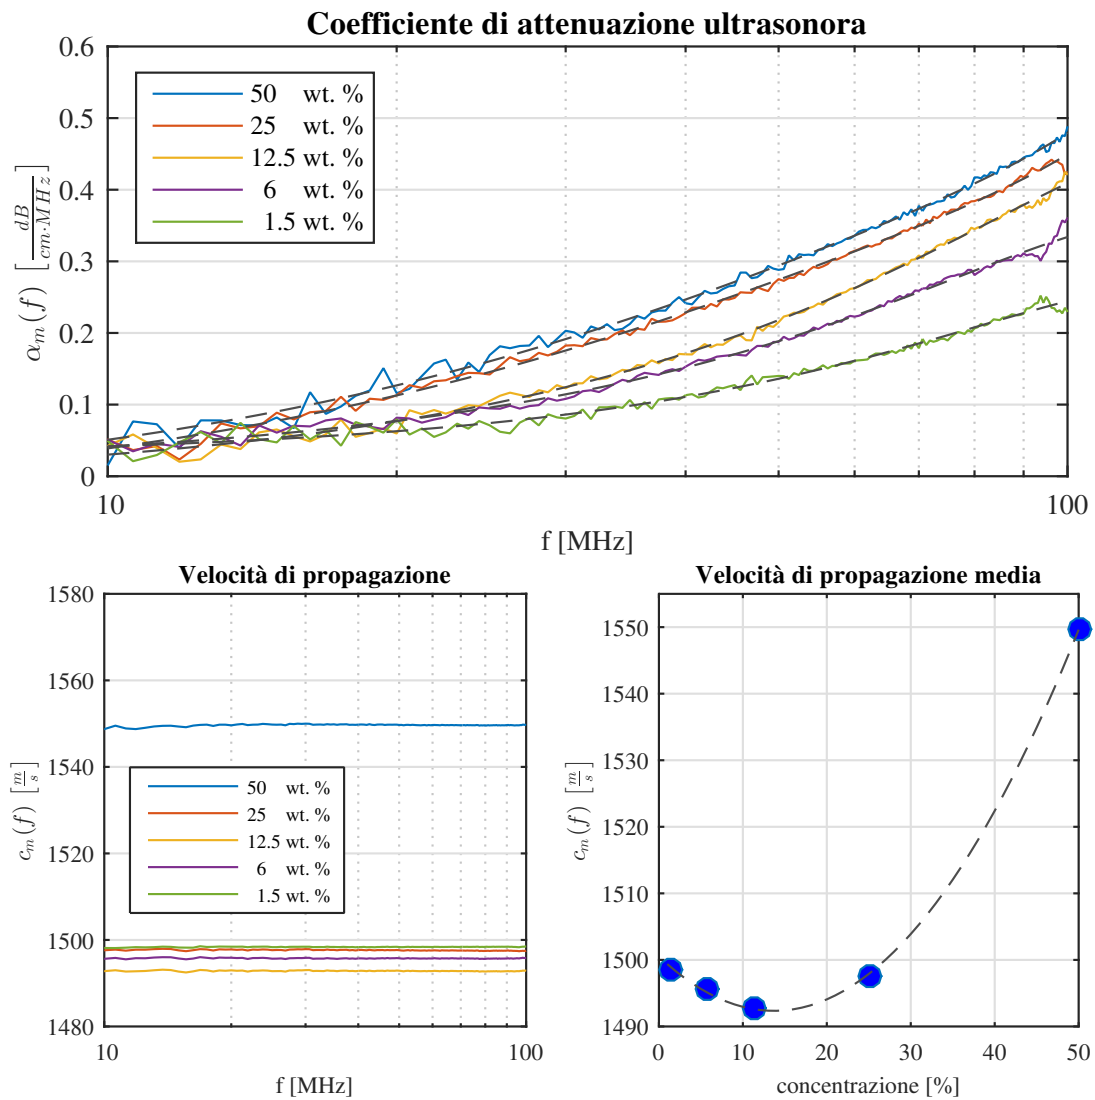 Coefficiente di attenuazione ultrasonora
0.6
0.5
0.4
0.3
0.2
0.1
0
α_m(f) [dB/cm·MHz]
50 wt. %
25 wt. %
12.5 wt. %
6 wt. %
1.5 wt. %
10
100
f [MHz]
Velocità di propagazione
1580
1560
1540
1520
1500
1480
c_m(f) [m/s]
50 wt. %
25 wt. %
12.5 wt. %
6 wt. %
1.5 wt. %
10
100
f [MHz]
Velocità di propagazione media
1550
1540
1530
1520
1510
1500
1490
c_m(f) [m/s]
0
10
20
30
40
50
concentrazione [%]